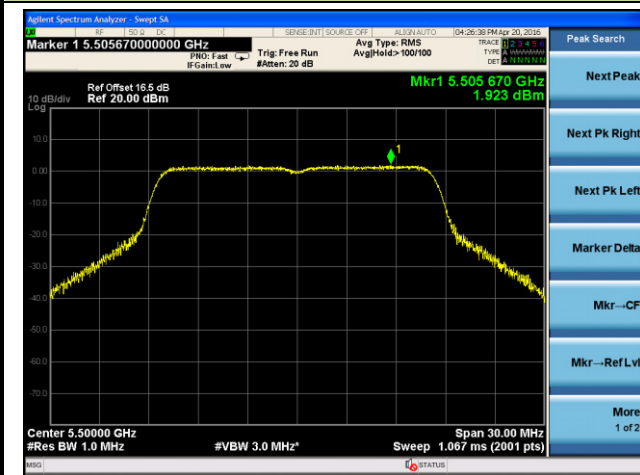 Agilent Spectrum Analyzer - Swept SA
RF 50 Ω DC SENSE:INT SOURCE OFF ALIGN AUTO 04:26:38 PM Apr 20, 2016
Marker 1 5.505670000000 GHz
PNO: Fast
IFGain:Low
Trig: Free Run
#Atten: 20 dB
Avg Type: RMS
Avg|Hold>100/100
TRACE 1 2 3 4 5 6
TYPE A WWWWW
DET A N N N N N
Peak Search
Ref Offset 16.5 dB
10 dB/div Ref 20.00 dBm
Log
Mkr1 5.505 670 GHz
1.923 dBm
1
10.0
0.00
-10.0
-20.0
-30.0
-40.0
-50.0
-60.0
-70.0
Center 5.50000 GHz Span 30.00 MHz
#Res BW 1.0 MHz #VBW 3.0 MHz* Sweep 1.067 ms (2001 pts)
MSG STATUS
Next Peak
Next Pk Right
Next Pk Left
Marker Delta
Mkr→CF
Mkr→Ref Lvl
More
1 of 2